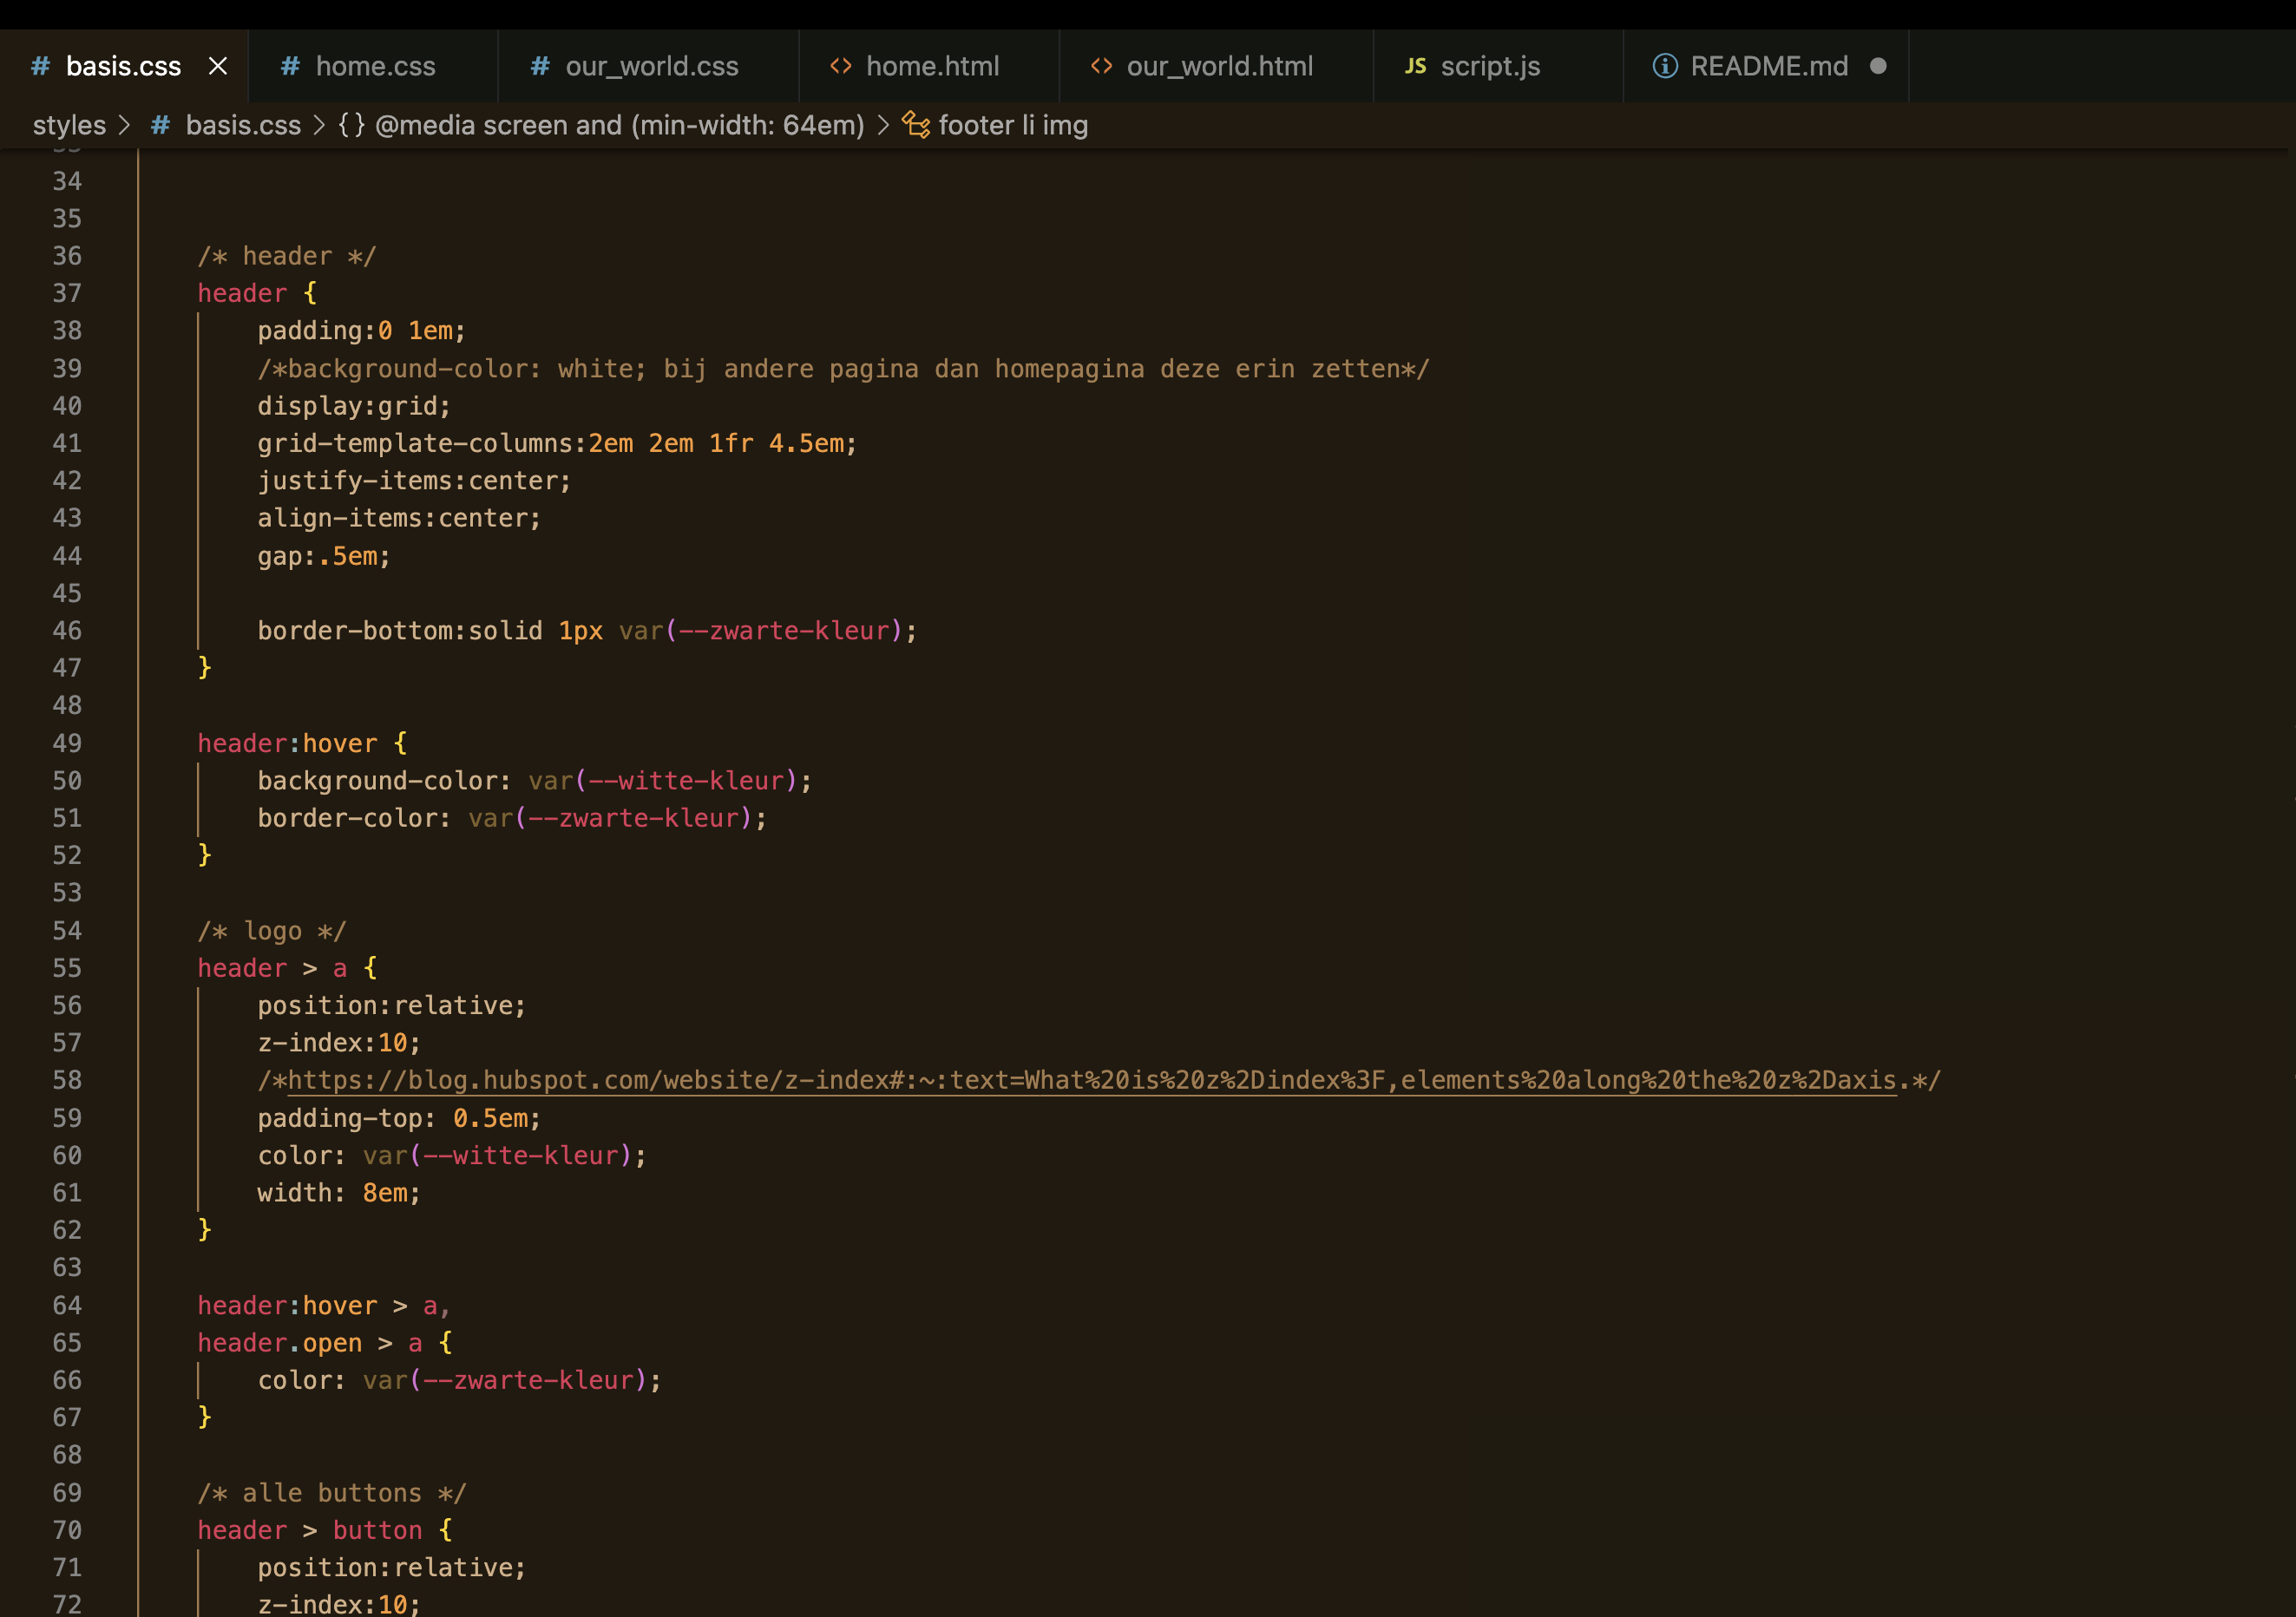 # basis.css × # home.css # our_world.css <> home.html <> our_world.html JS script.js README.md ●
styles > # basis.css > {} @media screen and (min-width: 64em) > footer li img
34
35
36 /* header */
37 header {
38 padding:0 1em;
39 /*background-color: white; bij andere pagina dan homepagina deze erin zetten*/
40 display:grid;
41 grid-template-columns:2em 2em 1fr 4.5em;
42 justify-items:center;
43 align-items:center;
44 gap:.5em;
45
46 border-bottom:solid 1px var(--zwarte-kleur);
47 }
48
49 header:hover {
50 background-color: var(--witte-kleur);
51 border-color: var(--zwarte-kleur);
52 }
53
54 /* logo */
55 header > a {
56 position:relative;
57 z-index:10;
58 /*https://blog.hubspot.com/website/z-index#:~:text=What%20is%20z%2Dindex%3F,elements%20along%20the%20z%2Daxis.*/
59 padding-top: 0.5em;
60 color: var(--witte-kleur);
61 width: 8em;
62 }
63
64 header:hover > a,
65 header.open > a {
66 color: var(--zwarte-kleur);
67 }
68
69 /* alle buttons */
70 header > button {
71 position:relative;
72 z-index:10;